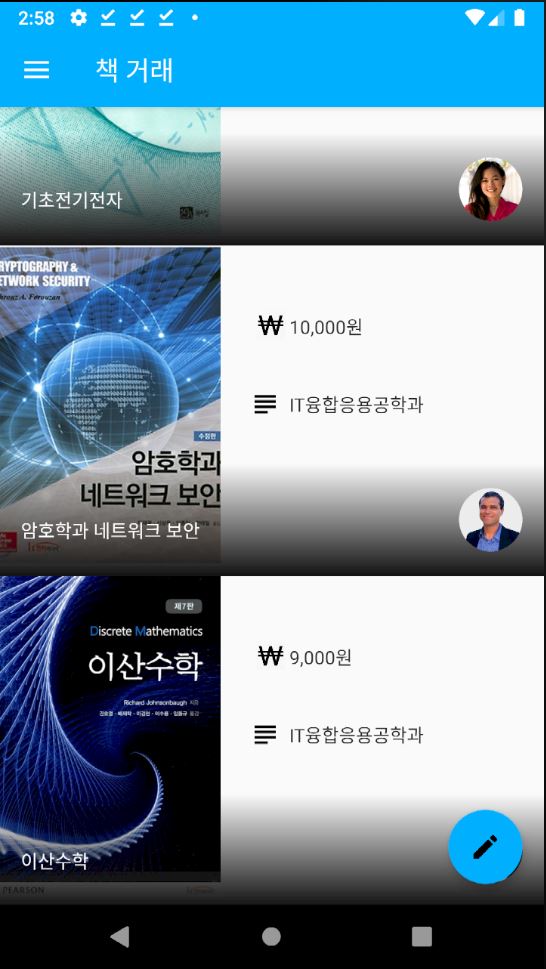 2:58
책 거래
기초전기전자
RYPTOGRAPHY &
ETWORK SECURITY
hrouz A. Forouzan
₩ 10,000원
IT융합응용공학과
수정판
암호학과
네트워크 보안
암호학과 네트워크 보안
제7판
Discrete Mathematics
이산수학
Richard Johnsonbaugh 지음
₩ 9,000원
IT융합응용공학과
이산수학
PEARSON